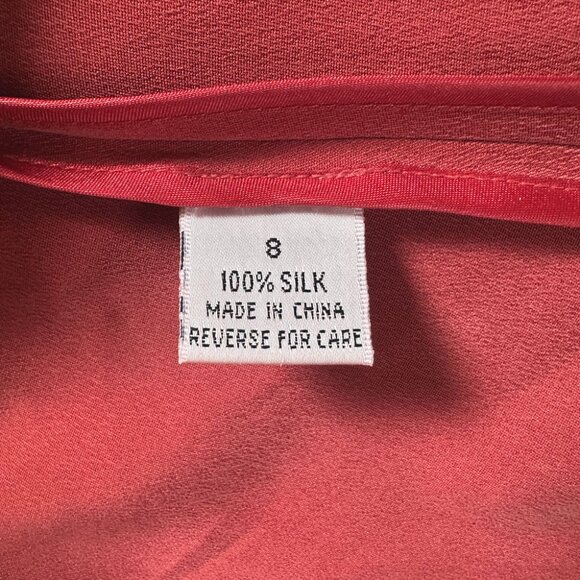 8
100% SILK
MADE IN CHINA
REVERSE FOR CARE